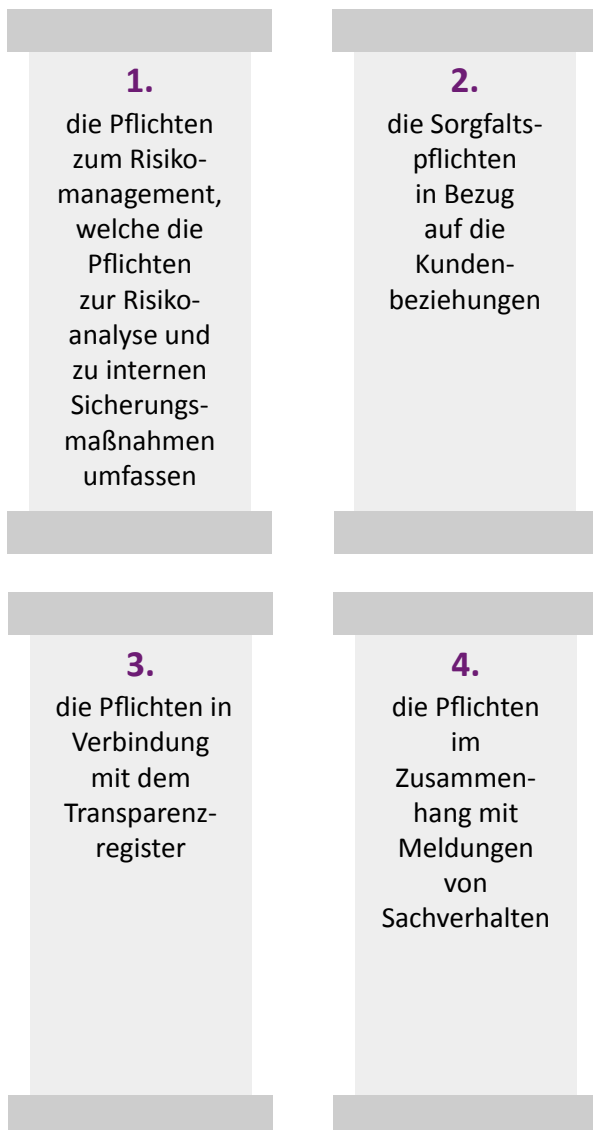 1.
die Pflichten
zum Risiko-
management,
welche die
Pflichten
zur Risiko-
analyse und
zu internen
Sicherungs-
maßnahmen
umfassen
2.
die Sorgfalts-
pflichten
in Bezug
auf die
Kunden-
beziehungen
3.
die Pflichten in
Verbindung
mit dem
Transparenz-
register
4.
die Pflichten
im
Zusammen-
hang mit
Meldungen
von
Sachverhalten